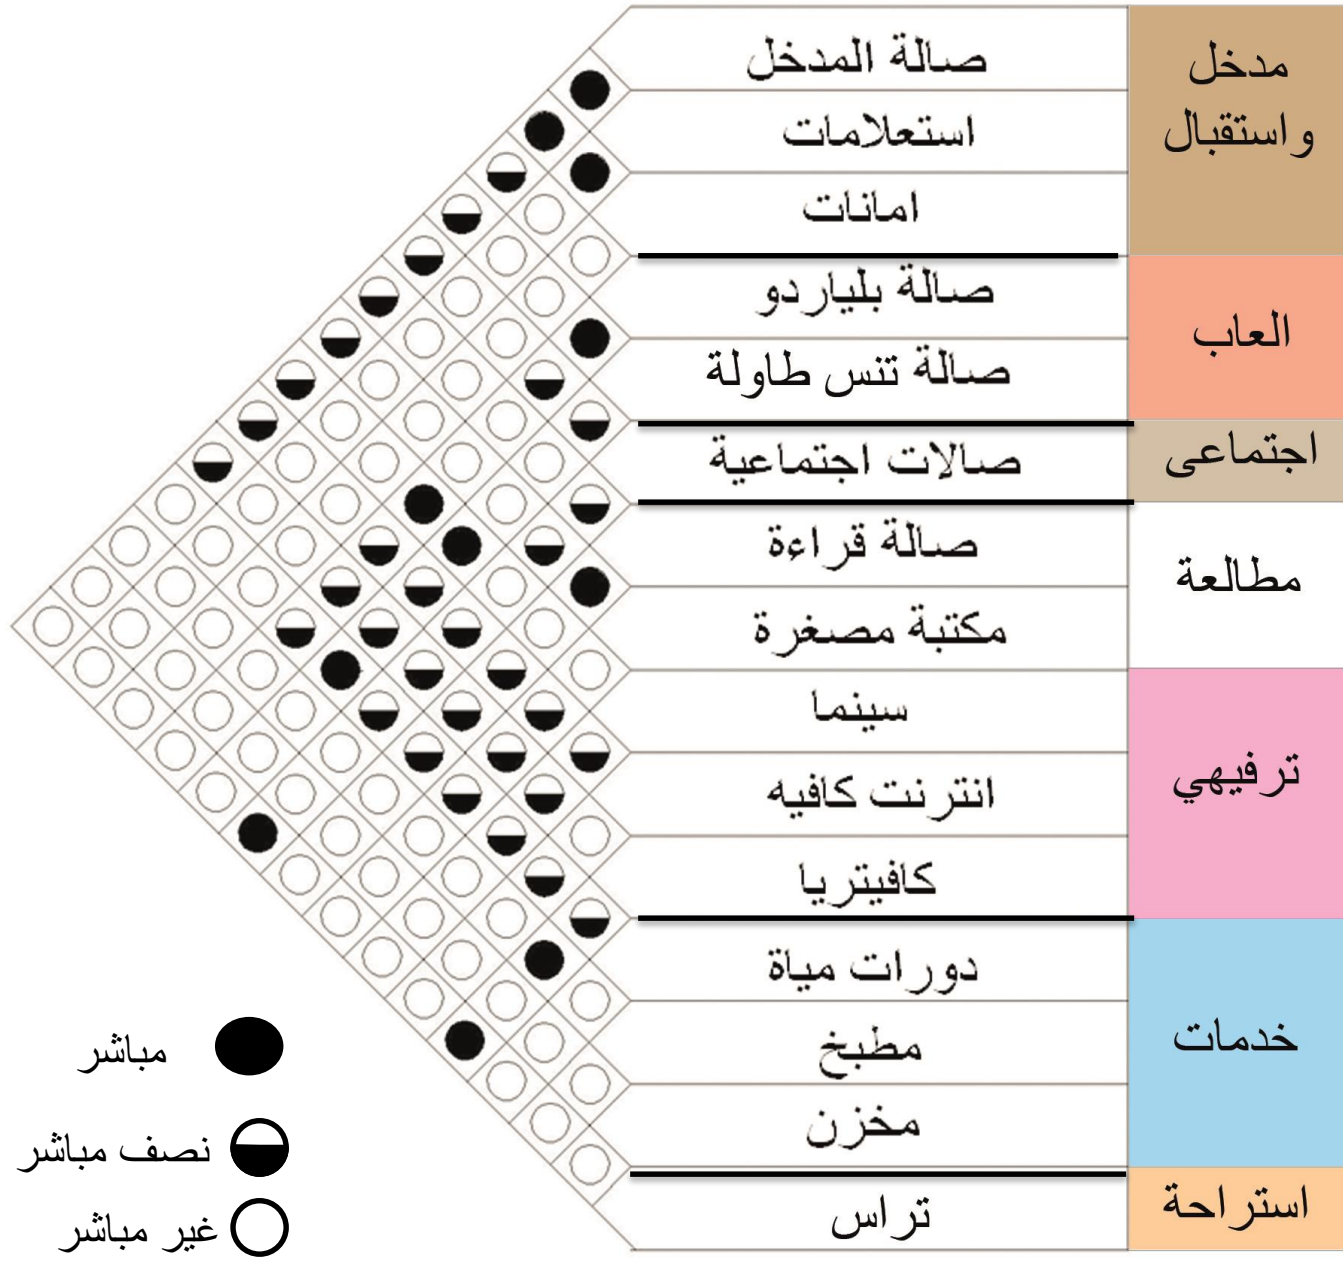 مدخل
واستقبال
صالة المدخل
استعلامات
امانات
العاب
صالة بلياردو
صالة تنس طاولة
اجتماعى
صالات اجتماعية
مطالعة
صالة قراءة
مكتبة مصغرة
ترفيهي
سينما
انترنت كافيه
كافيتريا
خدمات
دورات مياة
مطبخ
مخزن
استراحة
تراس
مباشر
نصف مباشر
غير مباشر